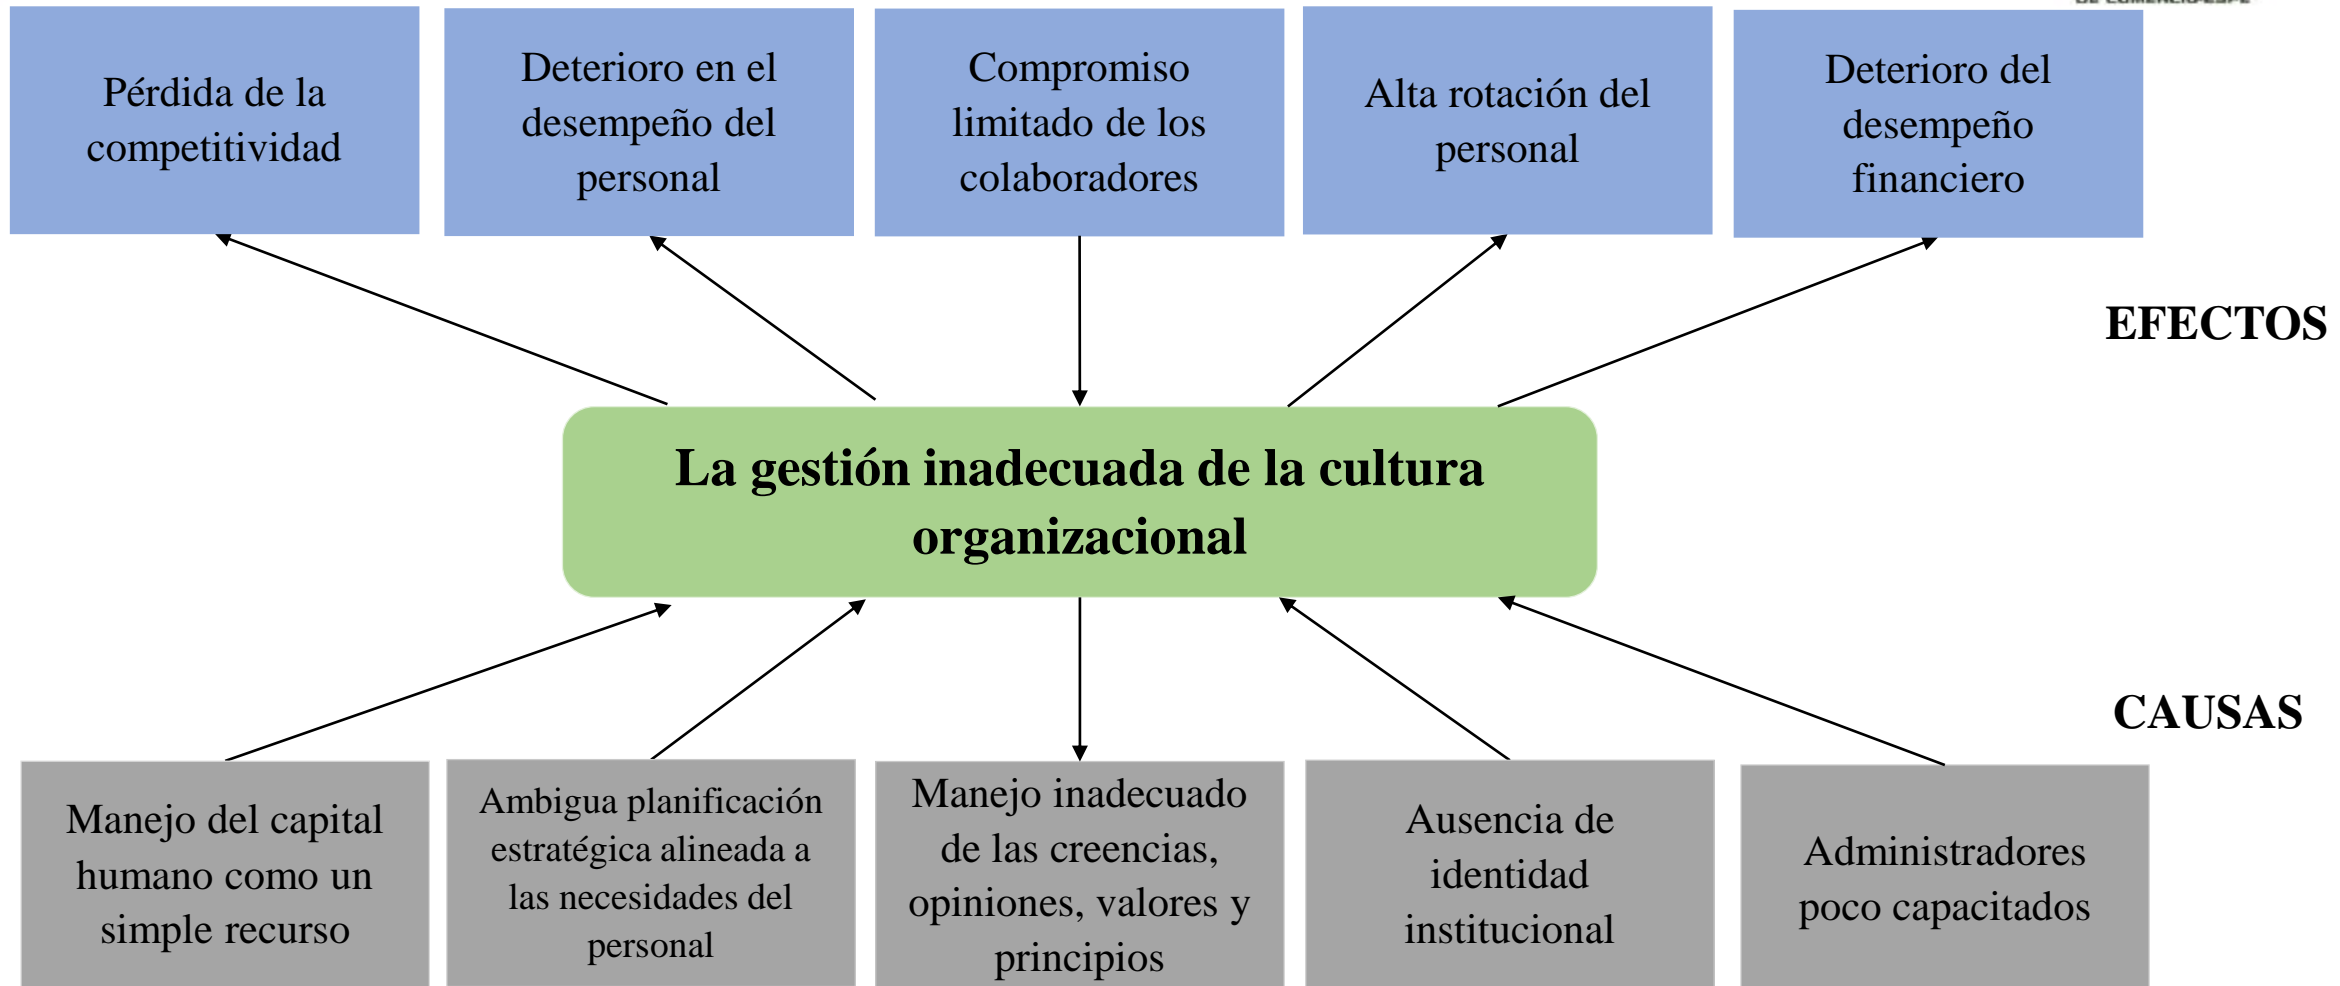 Pérdida de la
competitividad
Deterioro en el
desempeño del
personal
Compromiso
limitado de los
colaboradores
Alta rotación del
personal
Deterioro del
desempeño
financiero
EFECTOS
La gestión inadecuada de la cultura
organizacional
CAUSAS
Manejo del capital
humano como un
simple recurso
Ambigua planificación
estratégica alineada a
las necesidades del
personal
Manejo inadecuado
de las creencias,
opiniones, valores y
principios
Ausencia de
identidad
institucional
Administradores
poco capacitados